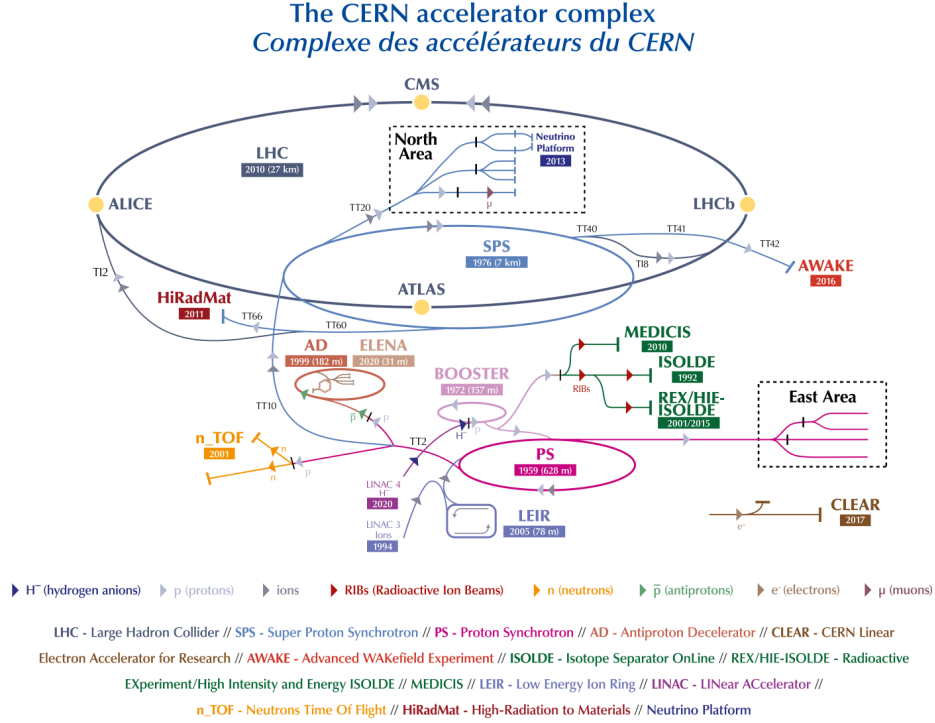 The CERN accelerator complex
Complexe des accélérateurs du CERN
CMS
North
Area
Neutrino
Platform
2013
LHC
2010 (27 km)
μ
ALICE
LHCb
TT20
TT40
TT41
SPS
1976 (7 km)
TT42
TI2
TI8
AWAKE
2016
ATLAS
HiRadMat
2011
TT66
TT60
MEDICIS
2010
AD
1999 (182 m)
ELENA
2020 (31 m)
BOOSTER
1972 (157 m)
ISOLDE
1992
RIBs
REX/HIE-
ISOLDE
2001/2015
East Area
TT10
p
p
p
H⁻
n_TOF
2001
n
n
p
TT2
PS
1959 (628 m)
LINAC 4
H⁻
2020
LINAC 3
Ions
1994
LEIR
2005 (78 m)
CLEAR
2017
e⁻
H⁻ (hydrogen anions)
p (protons)
ions
RIBs (Radioactive Ion Beams)
n (neutrons)
p̅ (antiprotons)
e⁻ (electrons)
μ (muons)
LHC - Large Hadron Collider // SPS - Super Proton Synchrotron // PS - Proton Synchrotron // AD - Antiproton Decelerator // CLEAR - CERN Linear
Electron Accelerator for Research // AWAKE - Advanced WAKefield Experiment // ISOLDE - Isotope Separator OnLine // REX/HIE-ISOLDE - Radioactive
EXperiment/High Intensity and Energy ISOLDE // MEDICIS // LEIR - Low Energy Ion Ring // LINAC - LINear ACcelerator //
n_TOF - Neutrons Time Of Flight // HiRadMat - High-Radiation to Materials // Neutrino Platform